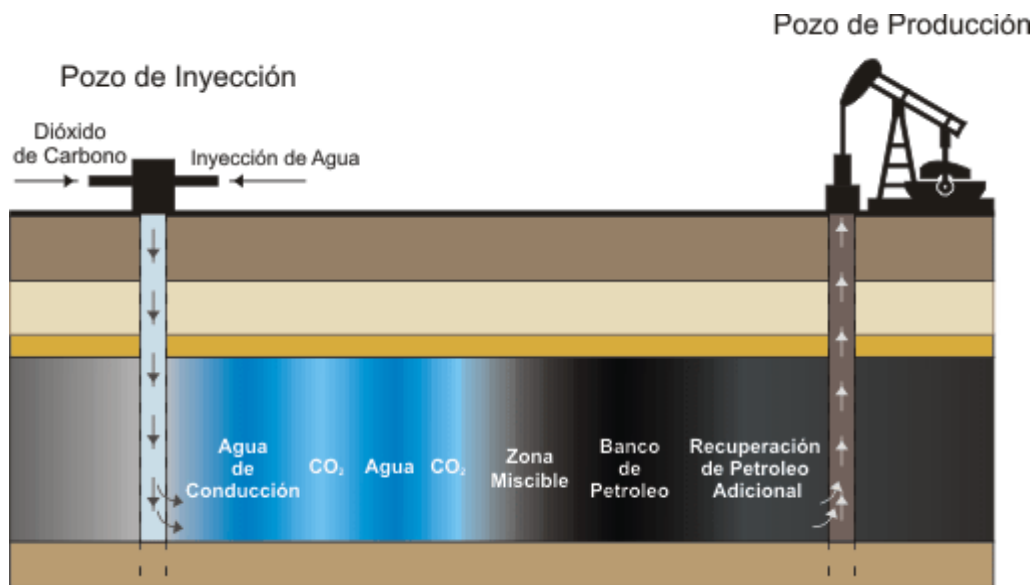 Pozo de Producción
Pozo de Inyección
Dióxido
de Carbono
Inyección de Agua
Agua
de
Conducción
CO₃
Agua
CO₂
Zona
Miscible
Banco
de
Petroleo
Recuperación
de Petroleo
Adicional